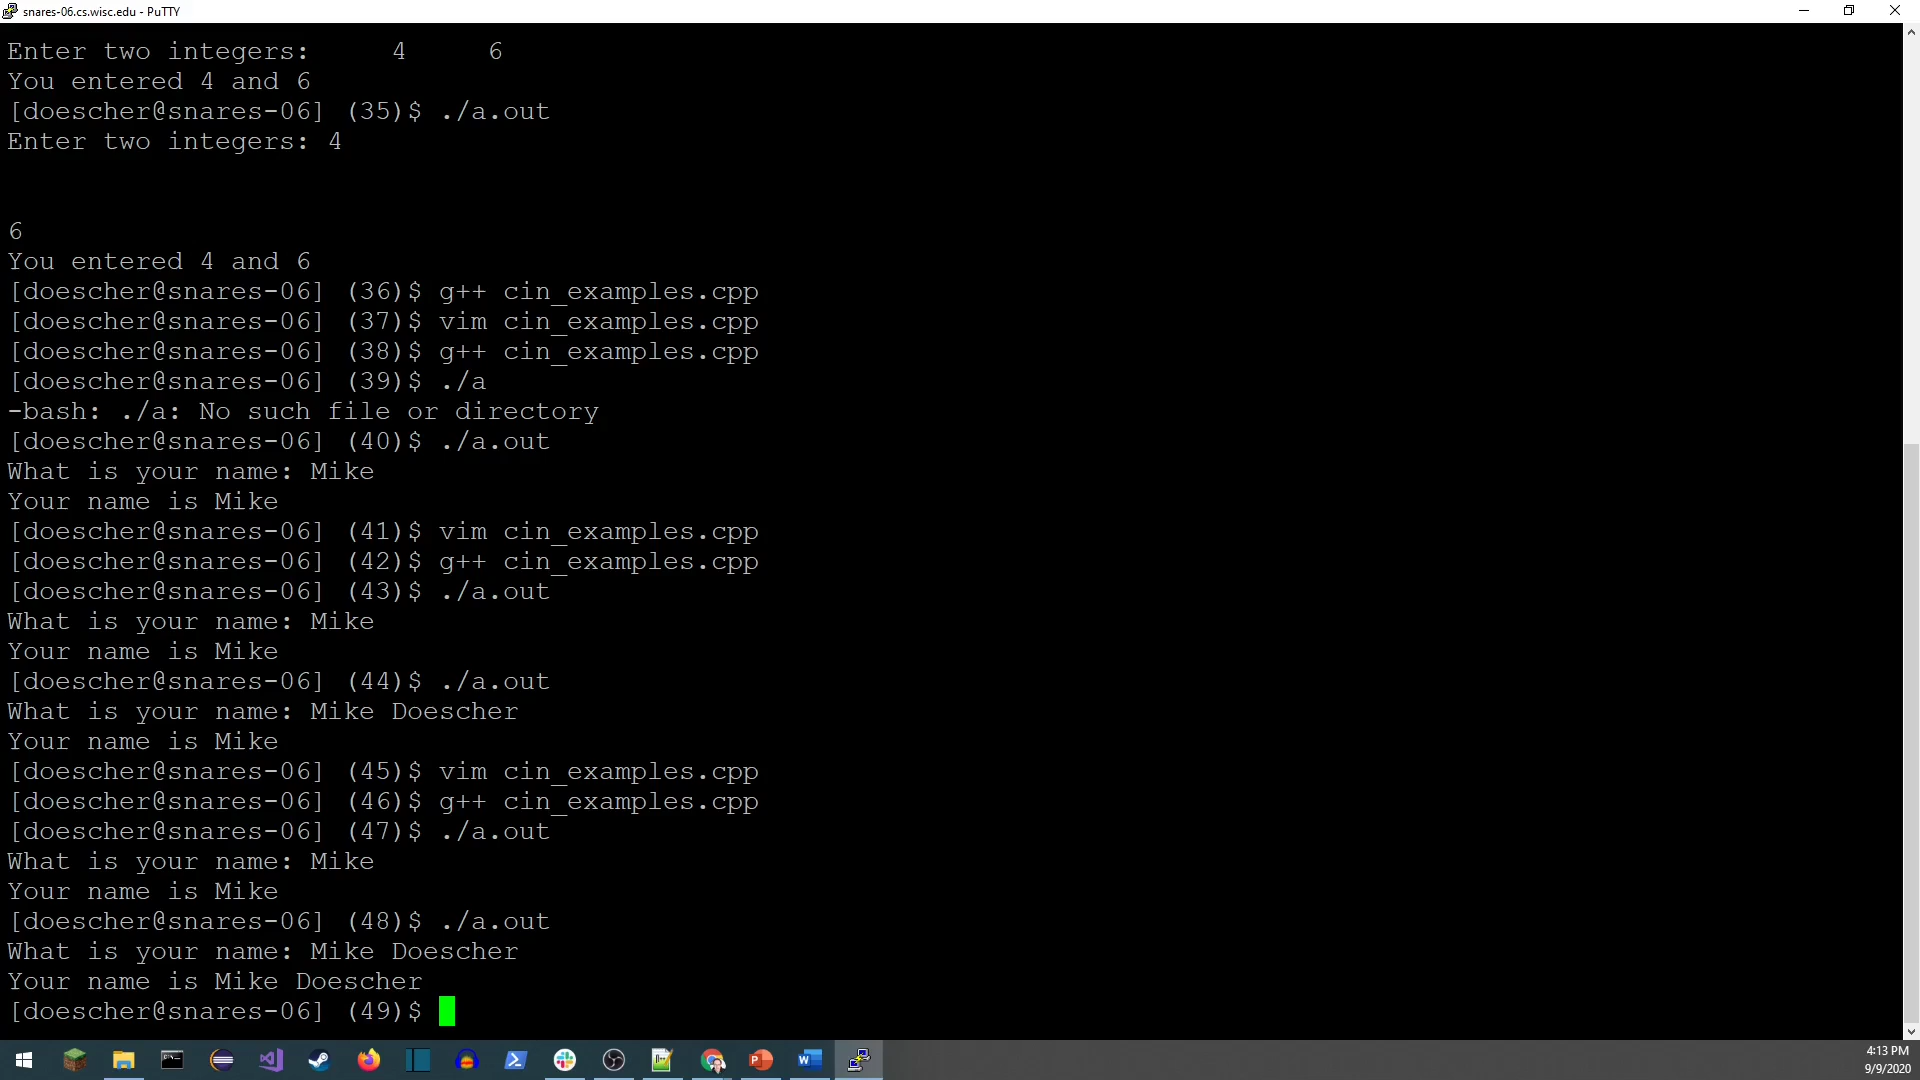 snares-06.cs.wisc.edu - PuTTY
Enter two integers:     4     6
You entered 4 and 6
[doescher@snares-06] (35)$ ./a.out
Enter two integers: 4
6
You entered 4 and 6
[doescher@snares-06] (36)$ g++ cin_examples.cpp
[doescher@snares-06] (37)$ vim cin_examples.cpp
[doescher@snares-06] (38)$ g++ cin_examples.cpp
[doescher@snares-06] (39)$ ./a
-bash: ./a: No such file or directory
[doescher@snares-06] (40)$ ./a.out
What is your name: Mike
Your name is Mike
[doescher@snares-06] (41)$ vim cin_examples.cpp
[doescher@snares-06] (42)$ g++ cin_examples.cpp
[doescher@snares-06] (43)$ ./a.out
What is your name: Mike
Your name is Mike
[doescher@snares-06] (44)$ ./a.out
What is your name: Mike Doescher
Your name is Mike
[doescher@snares-06] (45)$ vim cin_examples.cpp
[doescher@snares-06] (46)$ g++ cin_examples.cpp
[doescher@snares-06] (47)$ ./a.out
What is your name: Mike
Your name is Mike
[doescher@snares-06] (48)$ ./a.out
What is your name: Mike Doescher
Your name is Mike Doescher
[doescher@snares-06] (49)$
4:13 PM
9/9/2020